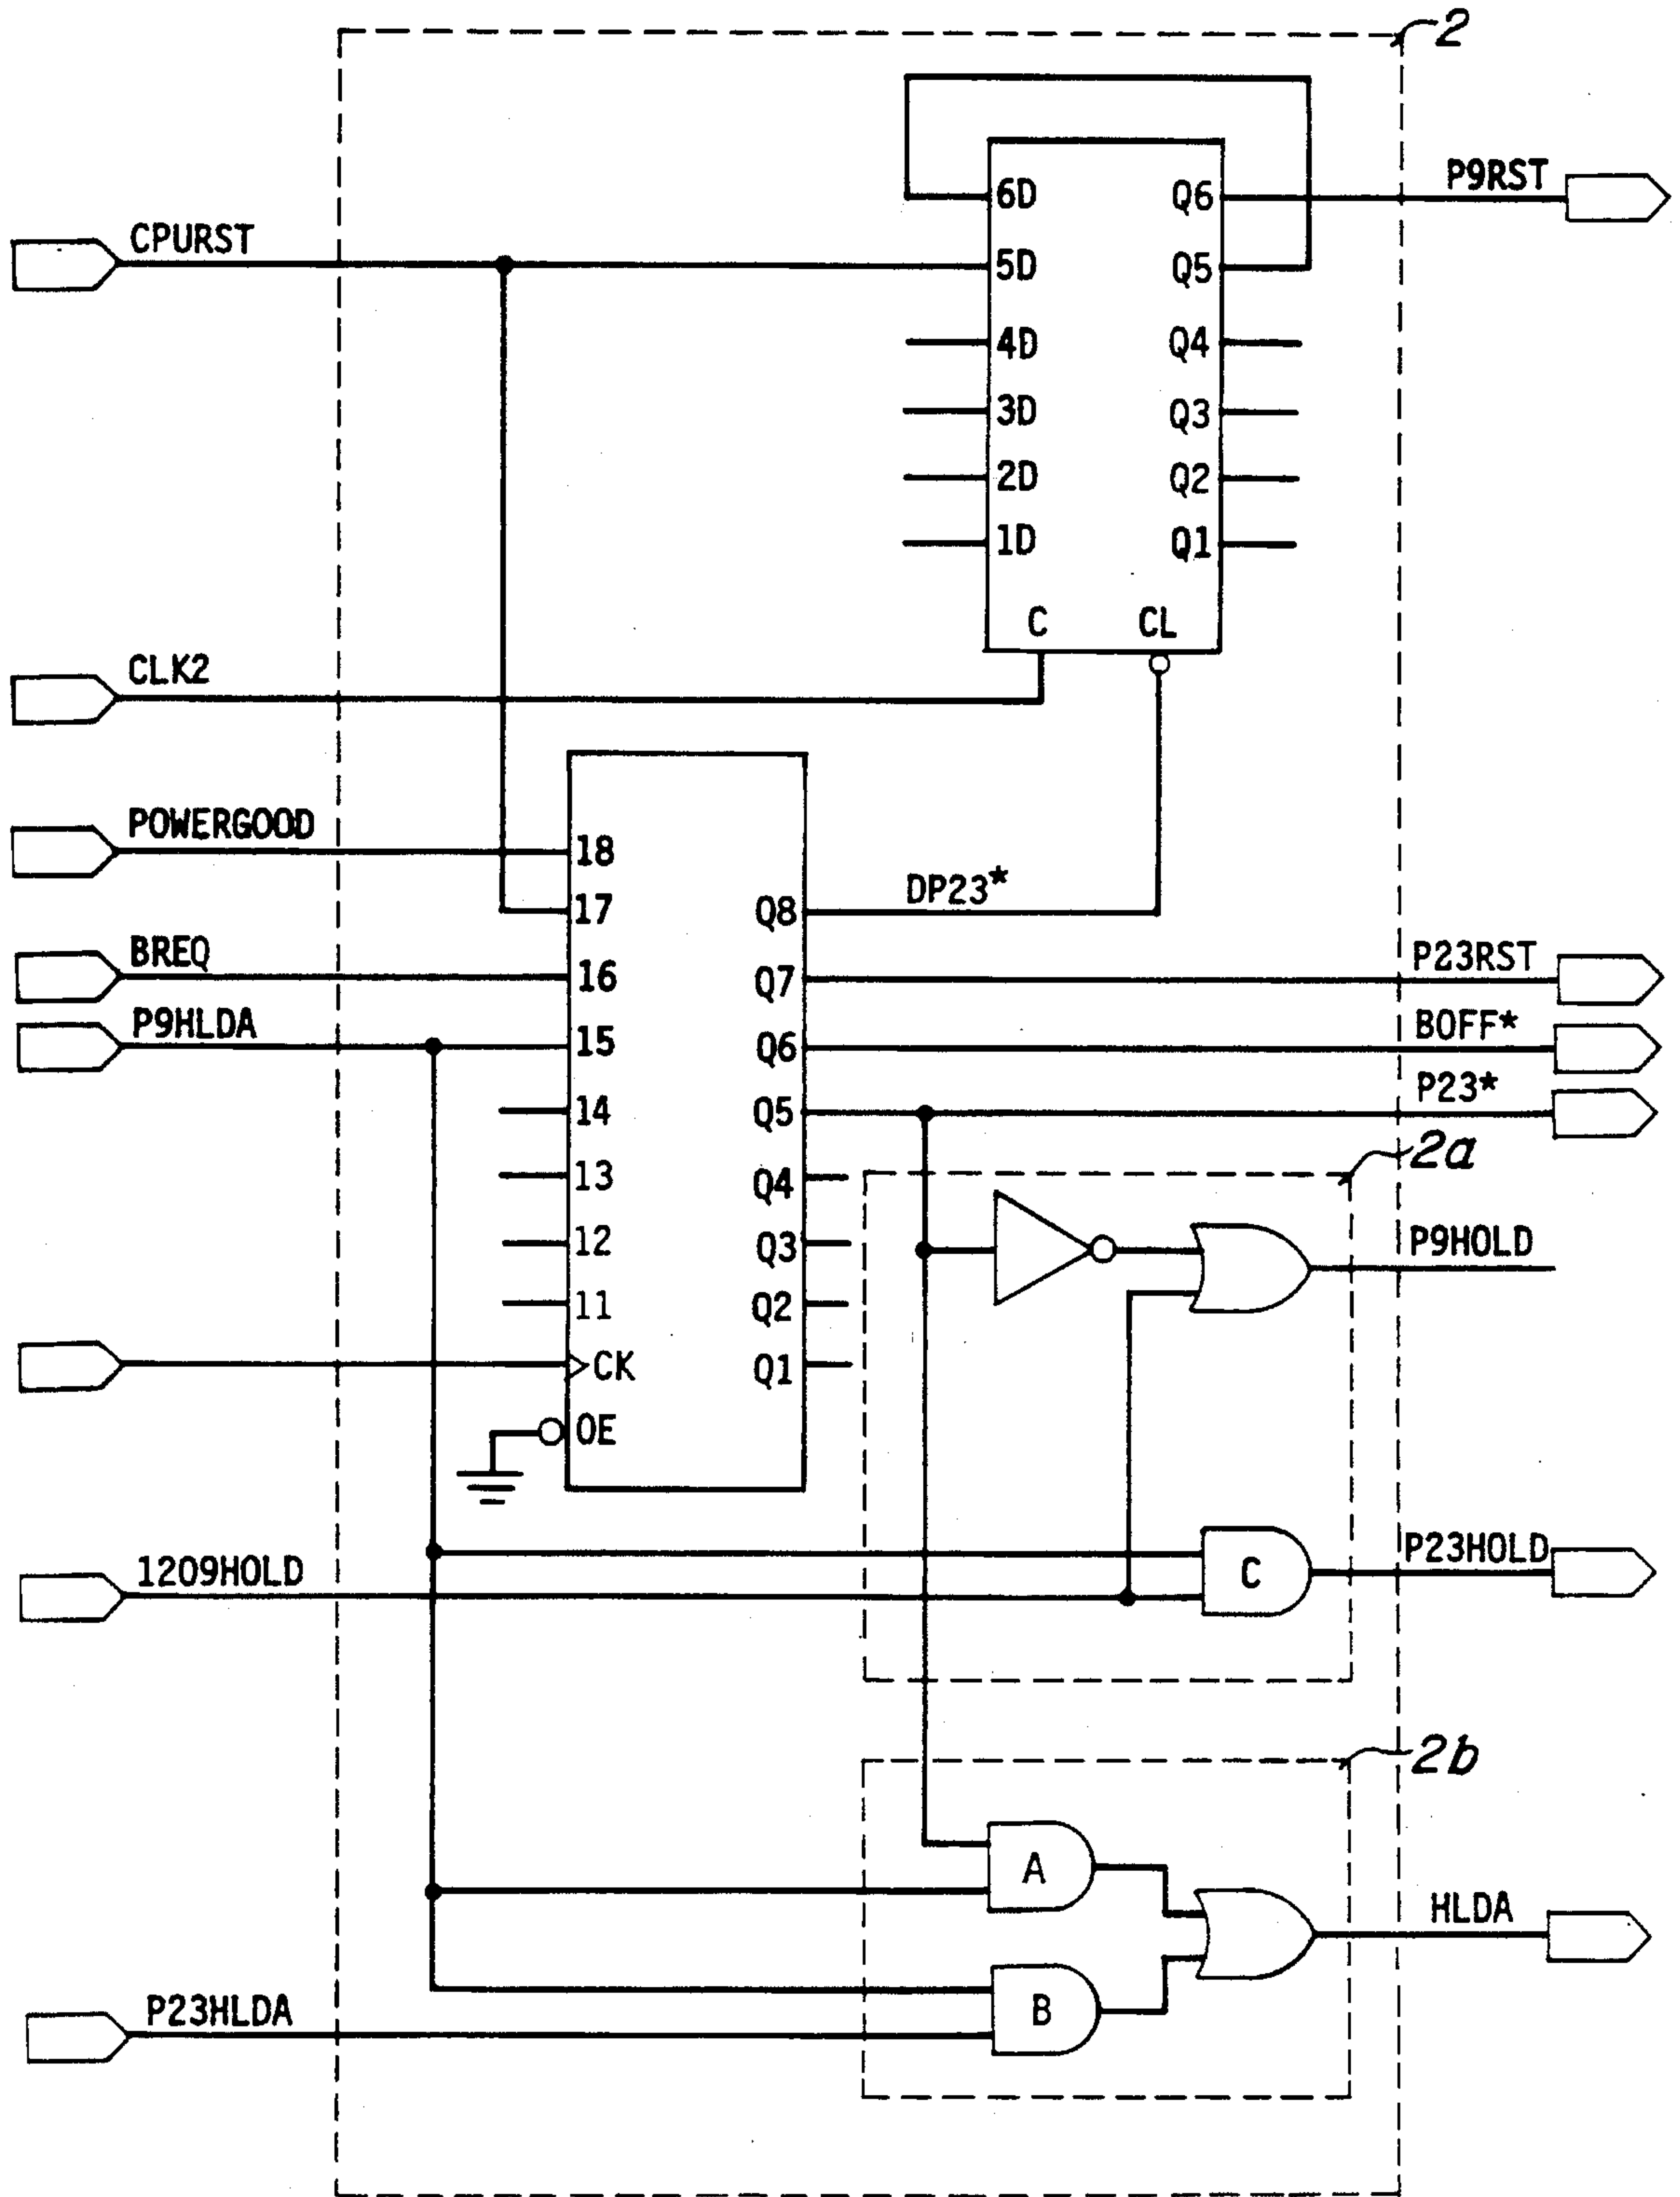 2
6D Q6 P9RST
CPURST
5D Q5
4D Q4
3D Q3
2D Q2
1D Q1
C CL
CLK2
POWERGOOD
18
DP23*
17 Q8
BREQ
16 Q7 P23RST
P9HLDA
15 Q6 BOFF*
14 Q5 P23*
2a
13 Q4
12 Q3 P9HOLD
11 Q2
CK Q1
OE
1209HOLD
C P23HOLD
2b
A
HLDA
B
P23HLDA